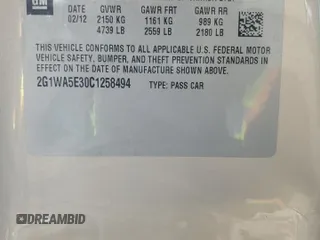 GM
DATE GVWR GAWR FRT GAWR RR
02/12 2150 KG 1161 KG 989 KG
4739 LB 2559 LB 2180 LB
THIS VEHICLE CONFORMS TO ALL APPLICABLE U.S. FEDERAL MOTOR
VEHICLE SAFETY, BUMPER, AND THEFT PREVENTION STANDARDS IN
EFFECT ON THE DATE OF MANUFACTURE SHOWN ABOVE.
2G1WA5E30C1258494 TYPE: PASS CAR
DREAMBID